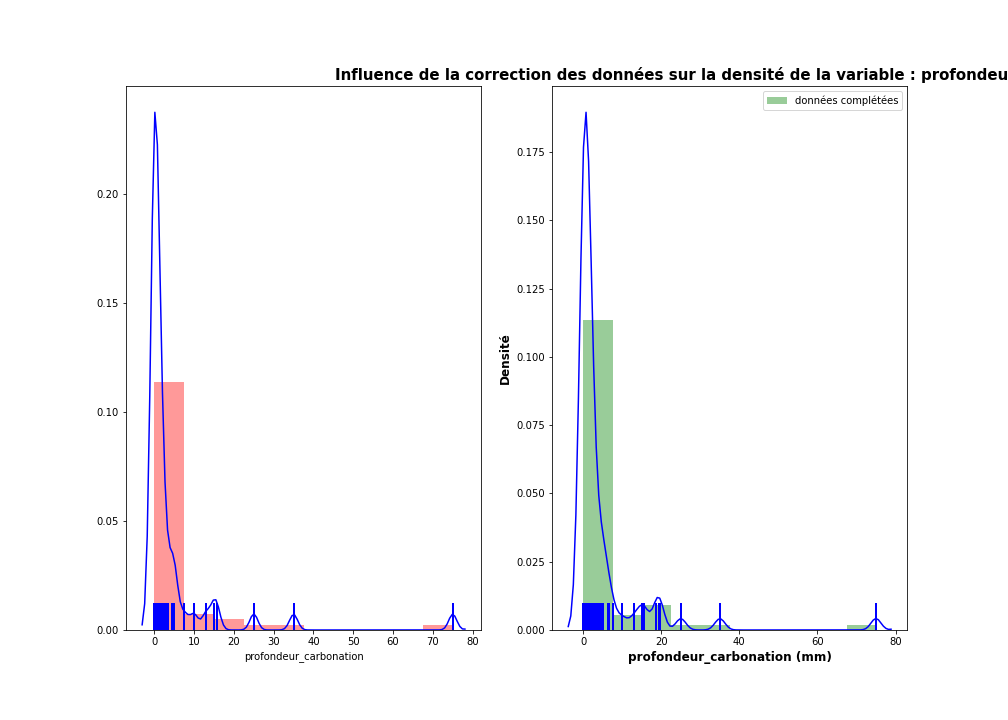 Influence de la correction des données sur la densité de la variable : profondeu
données complétées
0.20
0.15
0.10
0.05
0.00
0 10 20 30 40 50 60 70 80
profondeur_carbonation
Densité
0.175
0.150
0.125
0.100
0.075
0.050
0.025
0.000
0 20 40 60 80
profondeur_carbonation (mm)